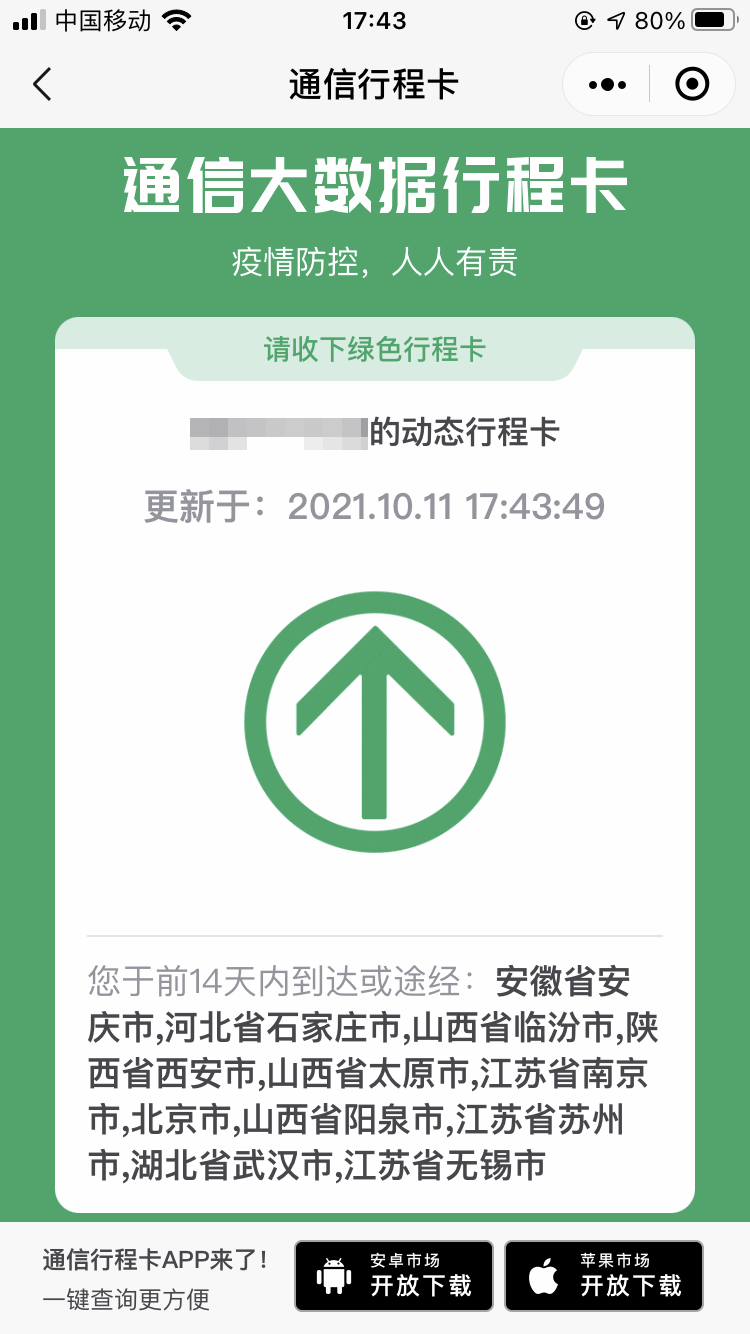 中国移动 17:43 80%
通信行程卡
通信大数据行程卡
疫情防控，人人有责
请收下绿色行程卡
的动态行程卡
更新于：2021.10.11 17:43:49
您于前14天内到达或途经：安徽省安
庆市,河北省石家庄市,山西省临汾市,陕
西省西安市,山西省太原市,江苏省南京
市,北京市,山西省阳泉市,江苏省苏州
市,湖北省武汉市,江苏省无锡市
通信行程卡APP来了！
一键查询更方便
安卓市场
开放下载
苹果市场
开放下载